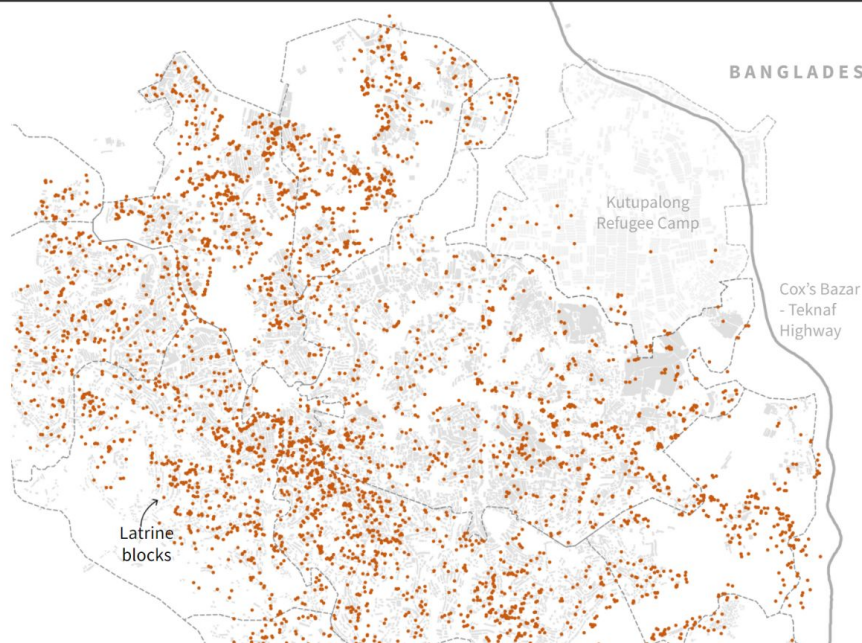 BANGLADES
Kutupalong
Refugee Camp
Cox's Bazar
- Teknaf
Highway
Latrine
blocks